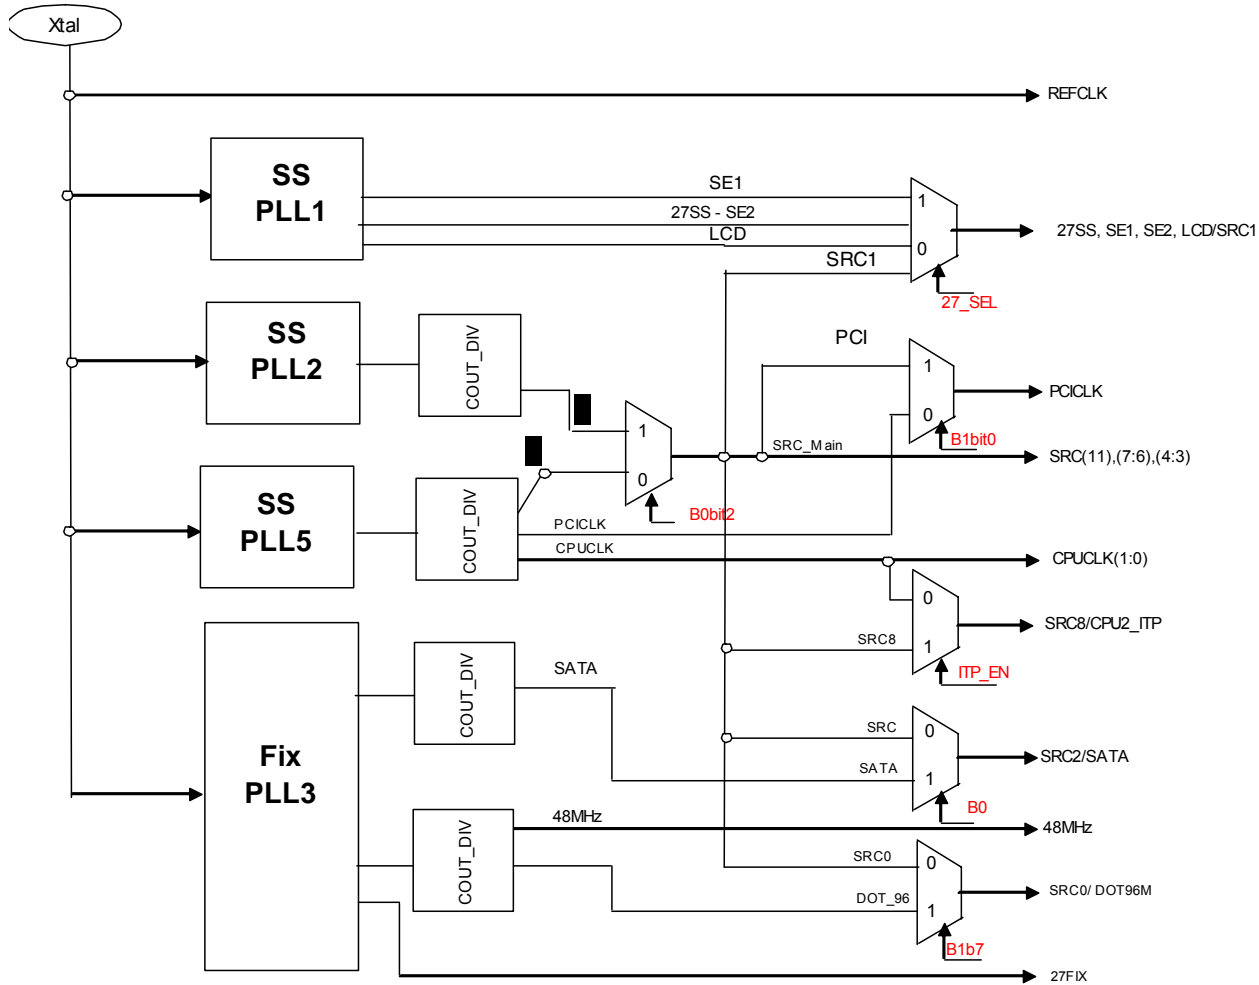 Xtal
REFCLK
SS
PLL1
SE1
27SS - SE2
LCD
SRC1
1
0
27SS, SE1, SE2, LCD/SRC1
27_SEL
SS
PLL2
COUT_DIV
PCI
1
0
PCICLK
B1bit0
1
0
SRC_Main
SRC(11),(7:6),(4:3)
B0bit2
SS
PLL5
COUT_DIV
PCICLK
CPUCLK
CPUCLK(1:0)
0
1
SRC8
SRC8/CPU2_ITP
ITP_EN
Fix
PLL3
COUT_DIV
SATA
SRC
0
SATA
1
SRC2/SATA
B0
COUT_DIV
48MHz
48MHz
SRC0
0
DOT_96
1
SRC0/ DOT96M
B1b7
27FIX